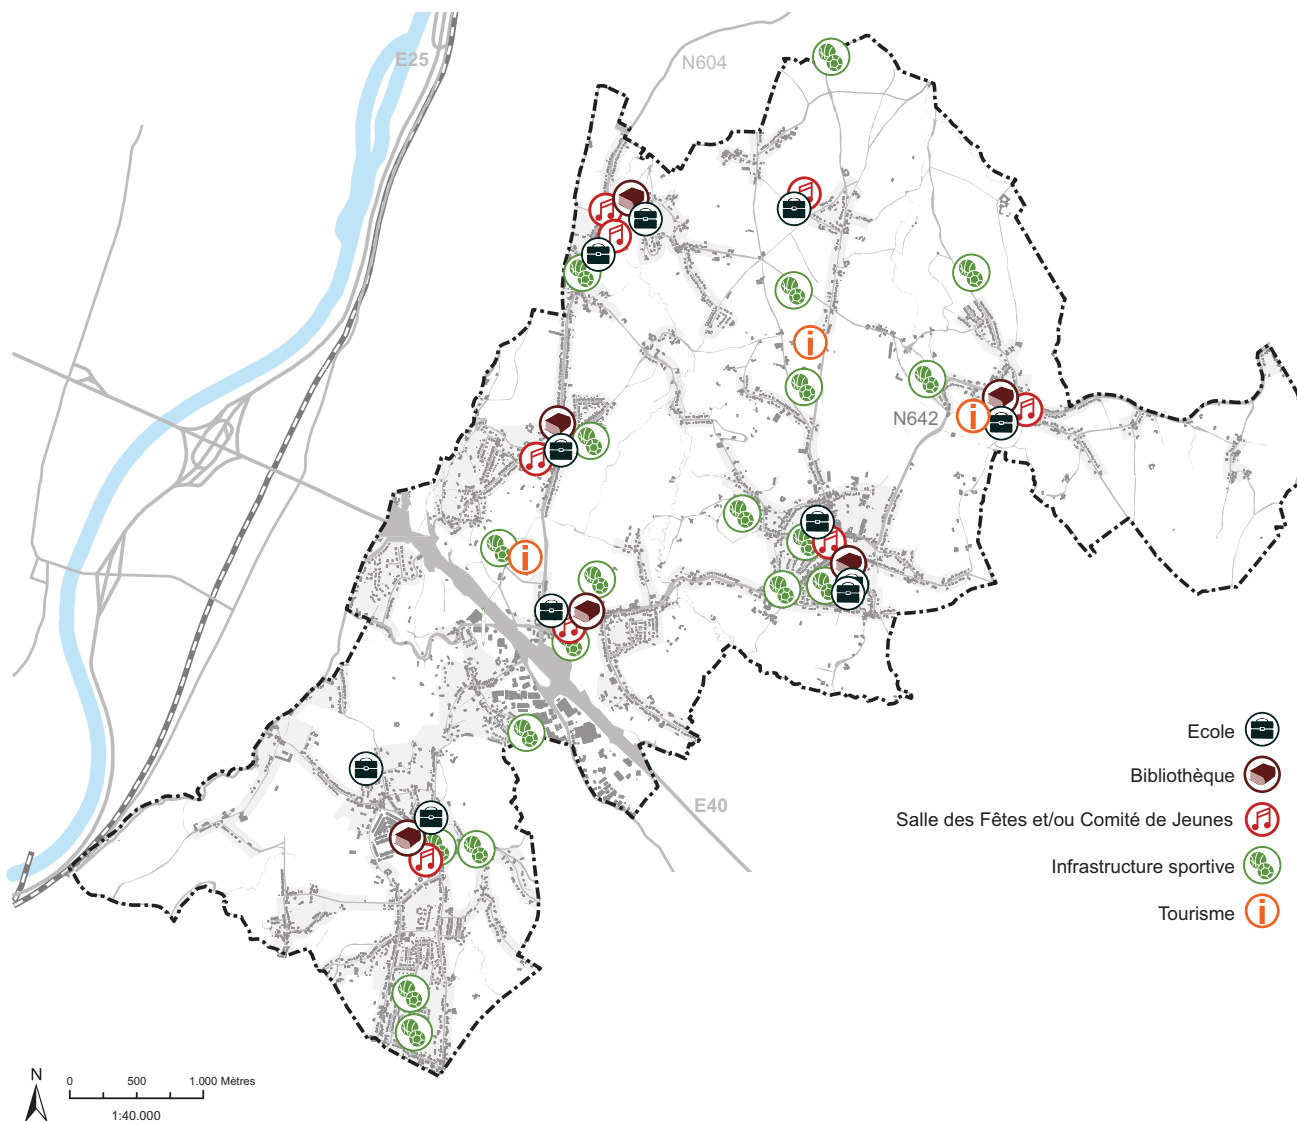 E25
N604
N642
E40
Ecole
Bibliothèque
Salle des Fêtes et/ou Comité de Jeunes
Infrastructure sportive
Tourisme
N
0 500 1.000 Mètres
1:40.000